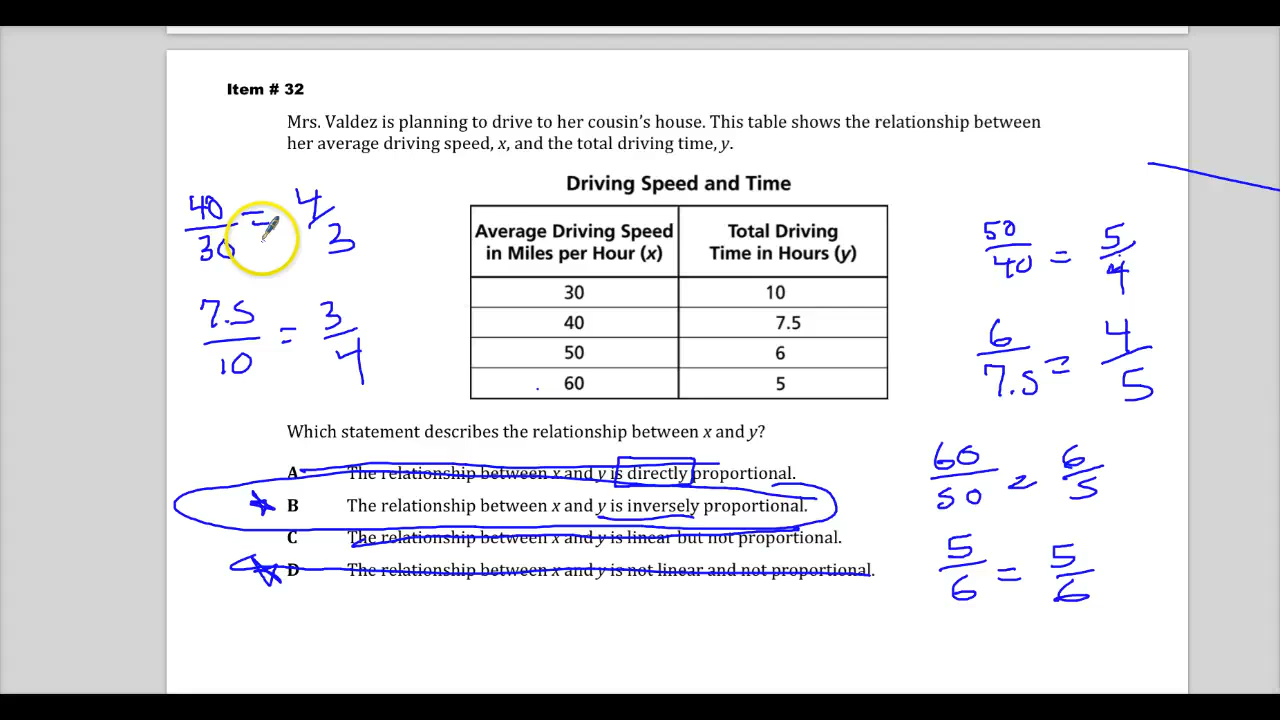 Item # 32
Mrs. Valdez is planning to drive to her cousin's house. This table shows the relationship between
her average driving speed, x, and the total driving time, y.
Driving Speed and Time
Average Driving Speed in Miles per Hour (x) Total Driving Time in Hours (y)
30 10
40 7.5
50 6
60 5
40/30 = 4/3
7.5/10 = 3/4
50/40 = 5/4
6/7.5 = 4/5
60/50 = 6/5
5/6 = 5/6
Which statement describes the relationship between x and y?
A The relationship between x and y is directly proportional.
B The relationship between x and y is inversely proportional.
C The relationship between x and y is linear but not proportional.
D The relationship between x and y is not linear and not proportional.